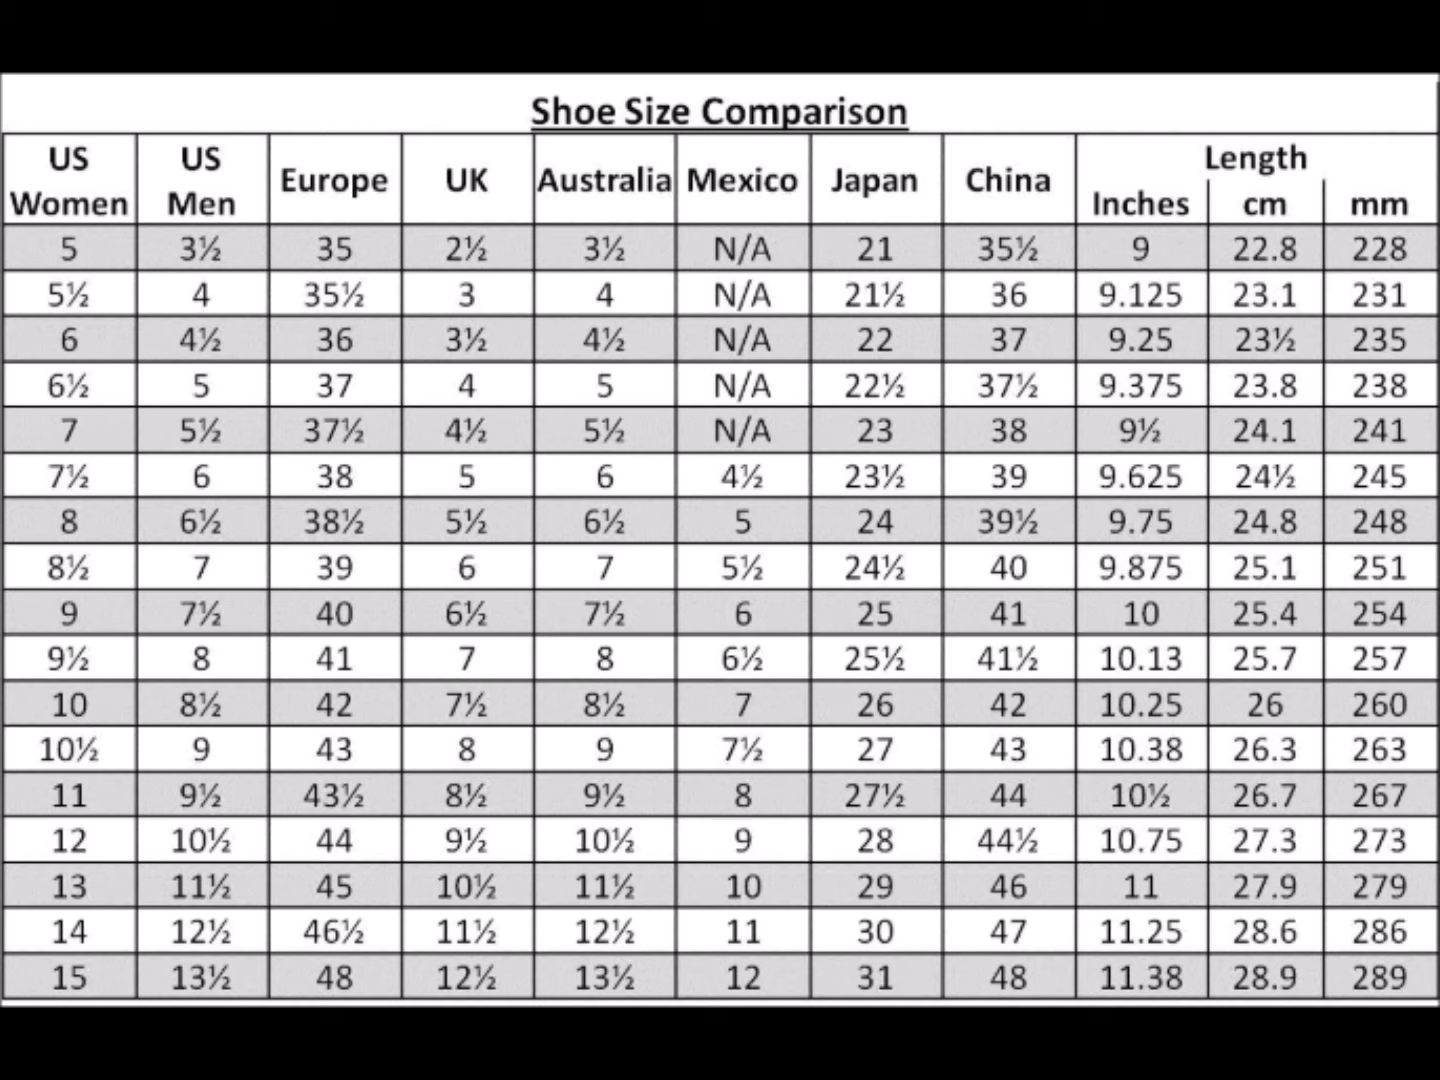 Shoe Size Comparison
US Women US Men Europe UK Australia Mexico Japan China Length Inches cm mm
5 3½ 35 2½ 3½ N/A 21 35½ 9 22.8 228
5½ 4 35½ 3 4 N/A 21½ 36 9.125 23.1 231
6 4½ 36 3½ 4½ N/A 22 37 9.25 23½ 235
6½ 5 37 4 5 N/A 22½ 37½ 9.375 23.8 238
7 5½ 37½ 4½ 5½ N/A 23 38 9½ 24.1 241
7½ 6 38 5 6 4½ 23½ 39 9.625 24½ 245
8 6½ 38½ 5½ 6½ 5 24 39½ 9.75 24.8 248
8½ 7 39 6 7 5½ 24½ 40 9.875 25.1 251
9 7½ 40 6½ 7½ 6 25 41 10 25.4 254
9½ 8 41 7 8 6½ 25½ 41½ 10.13 25.7 257
10 8½ 42 7½ 8½ 7 26 42 10.25 26 260
10½ 9 43 8 9 7½ 27 43 10.38 26.3 263
11 9½ 43½ 8½ 9½ 8 27½ 44 10½ 26.7 267
12 10½ 44 9½ 10½ 9 28 44½ 10.75 27.3 273
13 11½ 45 10½ 11½ 10 29 46 11 27.9 279
14 12½ 46½ 11½ 12½ 11 30 47 11.25 28.6 286
15 13½ 48 12½ 13½ 12 31 48 11.38 28.9 289